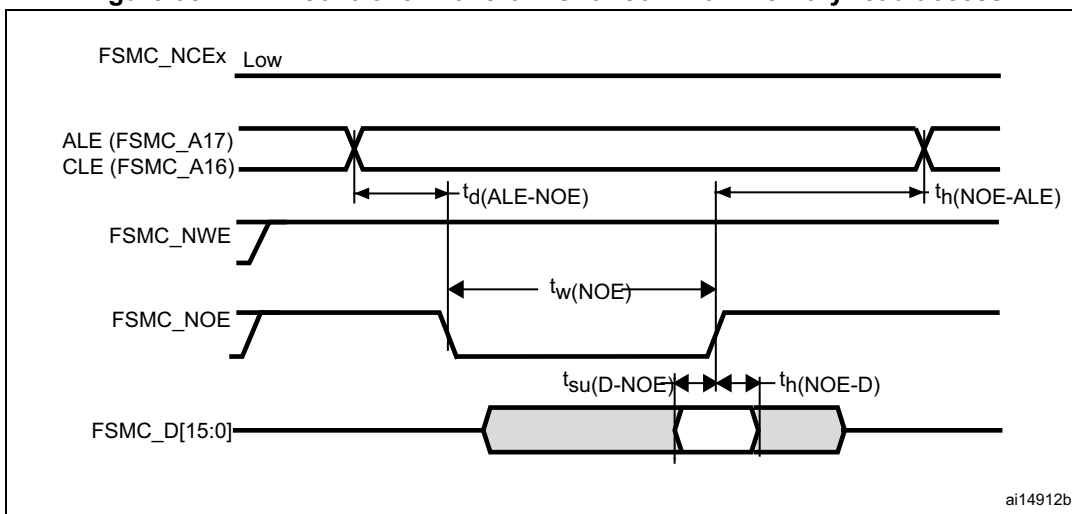 FSMC_NCEx Low
ALE (FSMC_A17)
CLE (FSMC_A16)
td(ALE-NOE)
th(NOE-ALE)
FSMC_NWE
tw(NOE)
FSMC_NOE
tsu(D-NOE)
th(NOE-D)
FSMC_D[15:0]
ai14912b